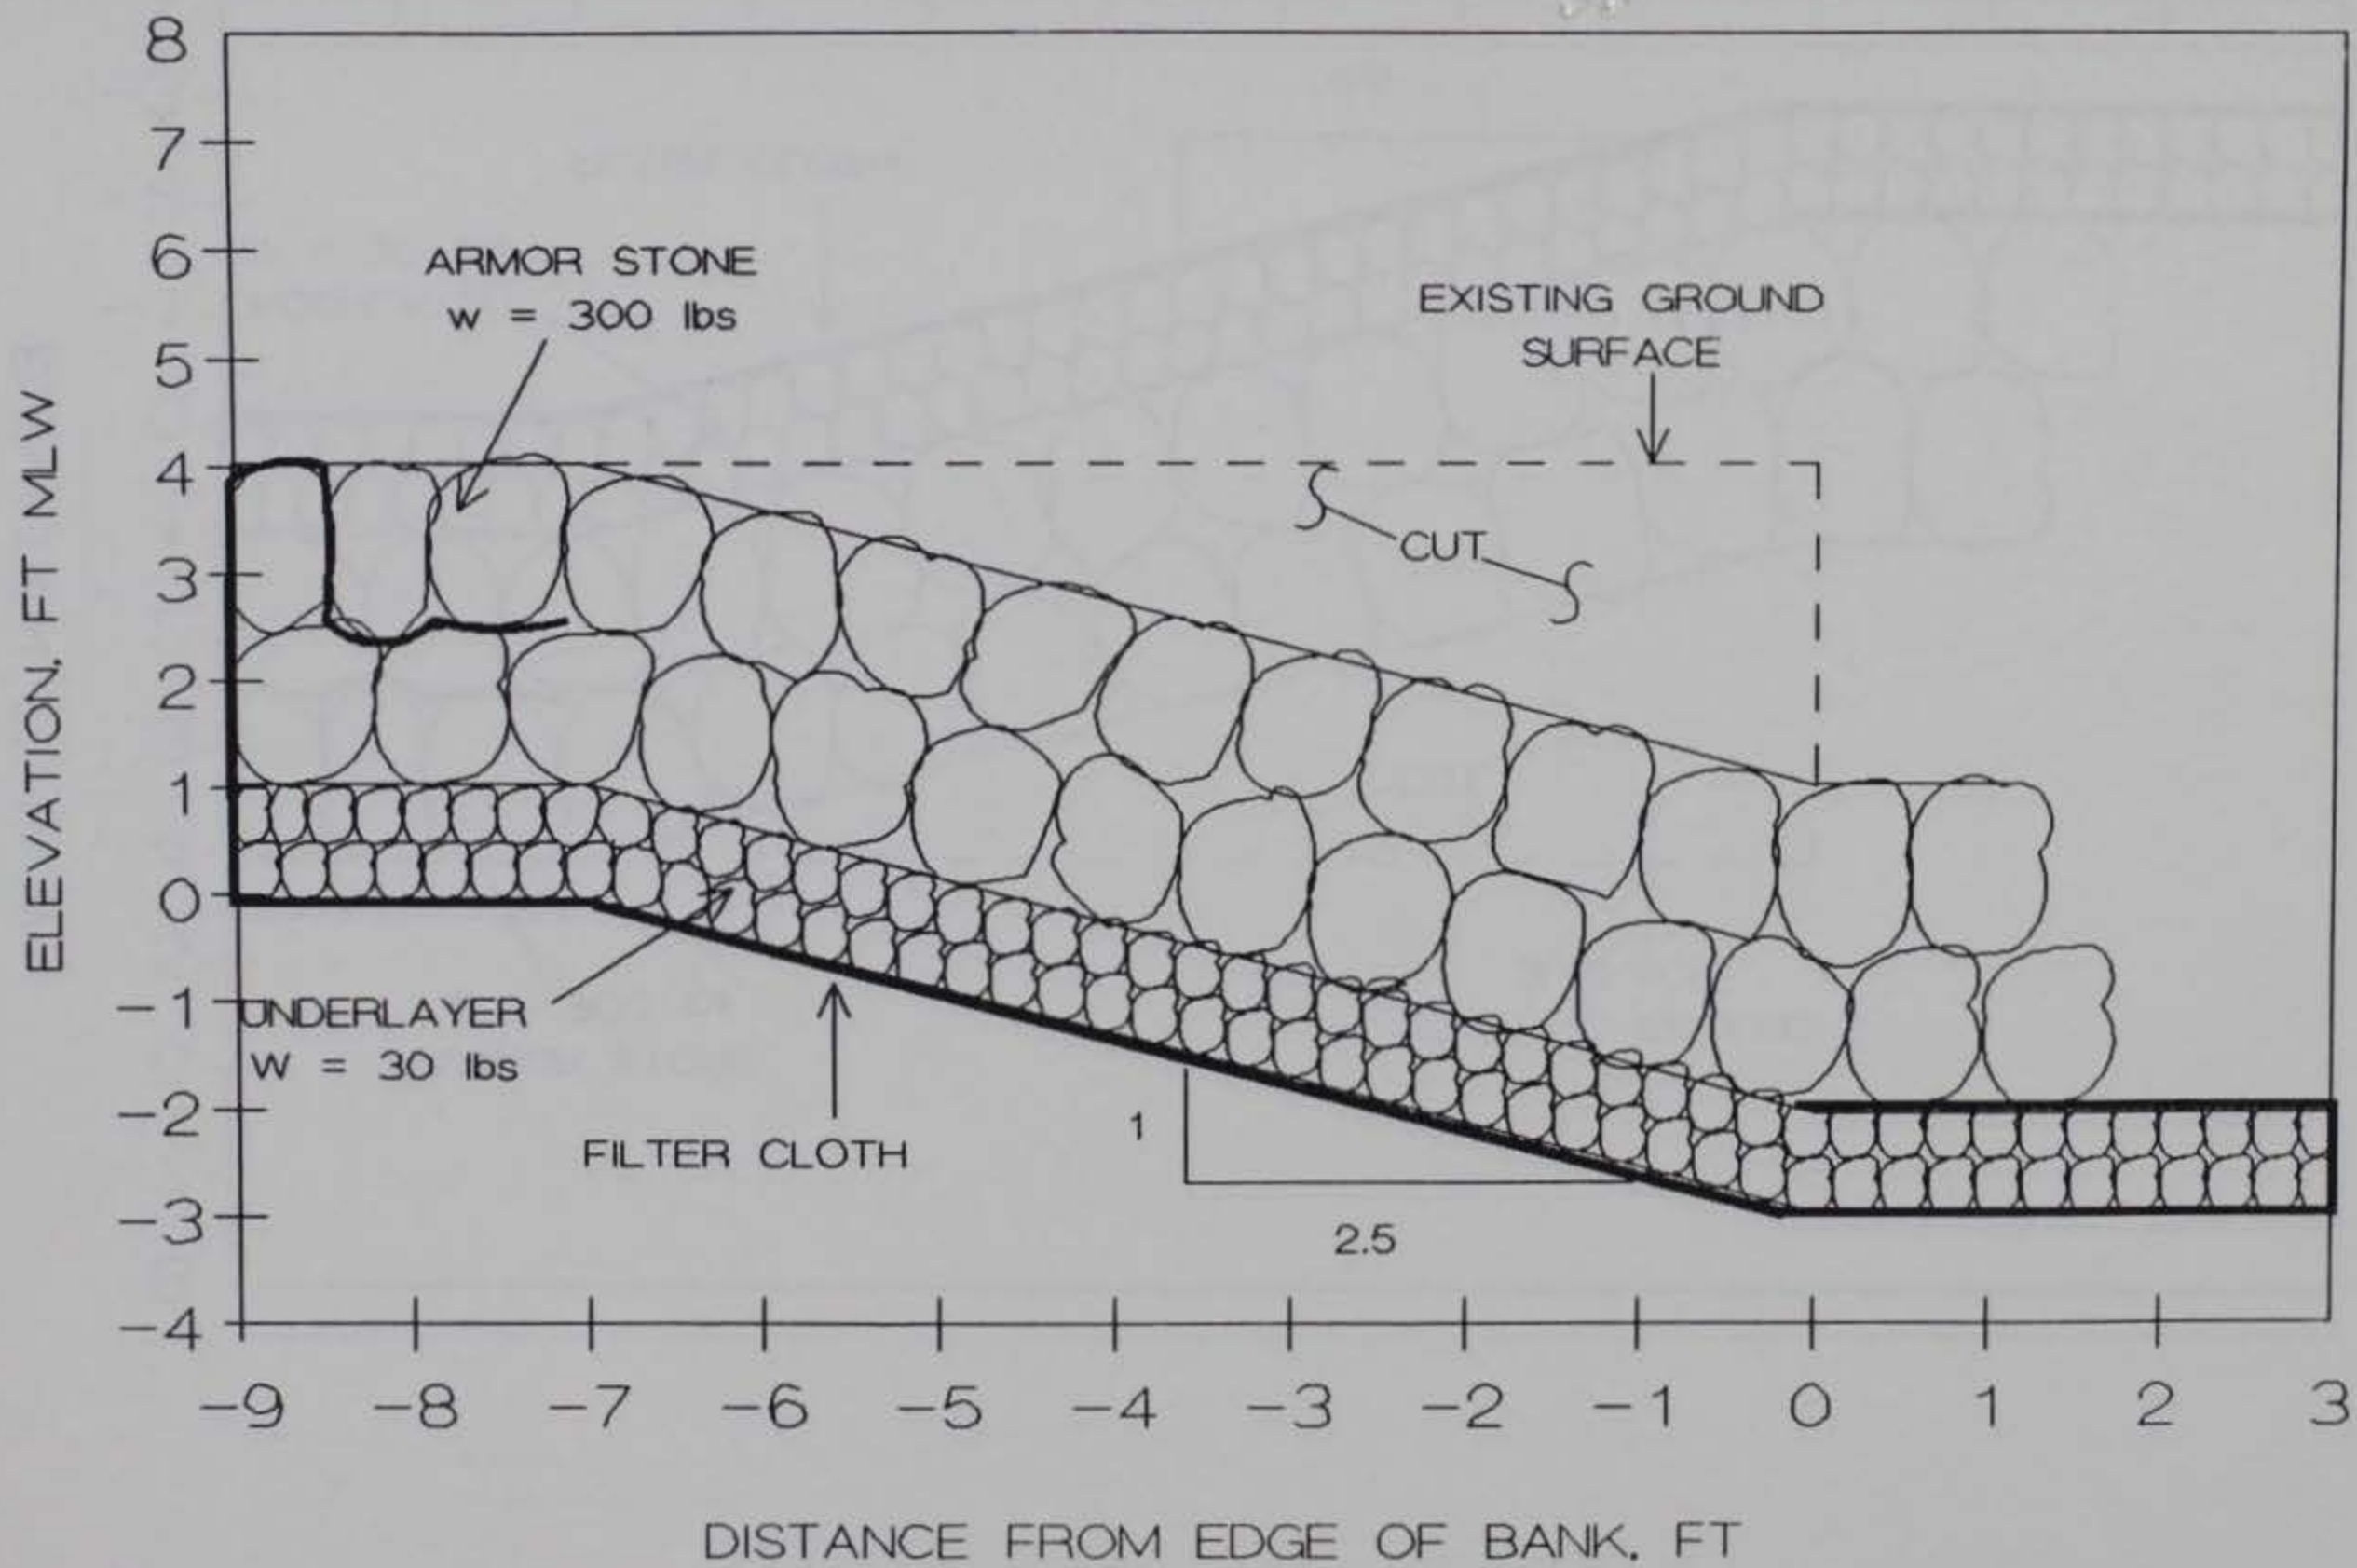 8
7
6
5
4
3
2
1
0
-1
-2
-3
-4
ELEVATION, FT MLW
ARMOR STONE
w = 300 lbs
EXISTING GROUND
SURFACE
CUT
UNDERLAYER
W = 30 lbs
FILTER CLOTH
1
2.5
-9 -8 -7 -6 -5 -4 -3 -2 -1 0 1 2 3
DISTANCE FROM EDGE OF BANK, FT